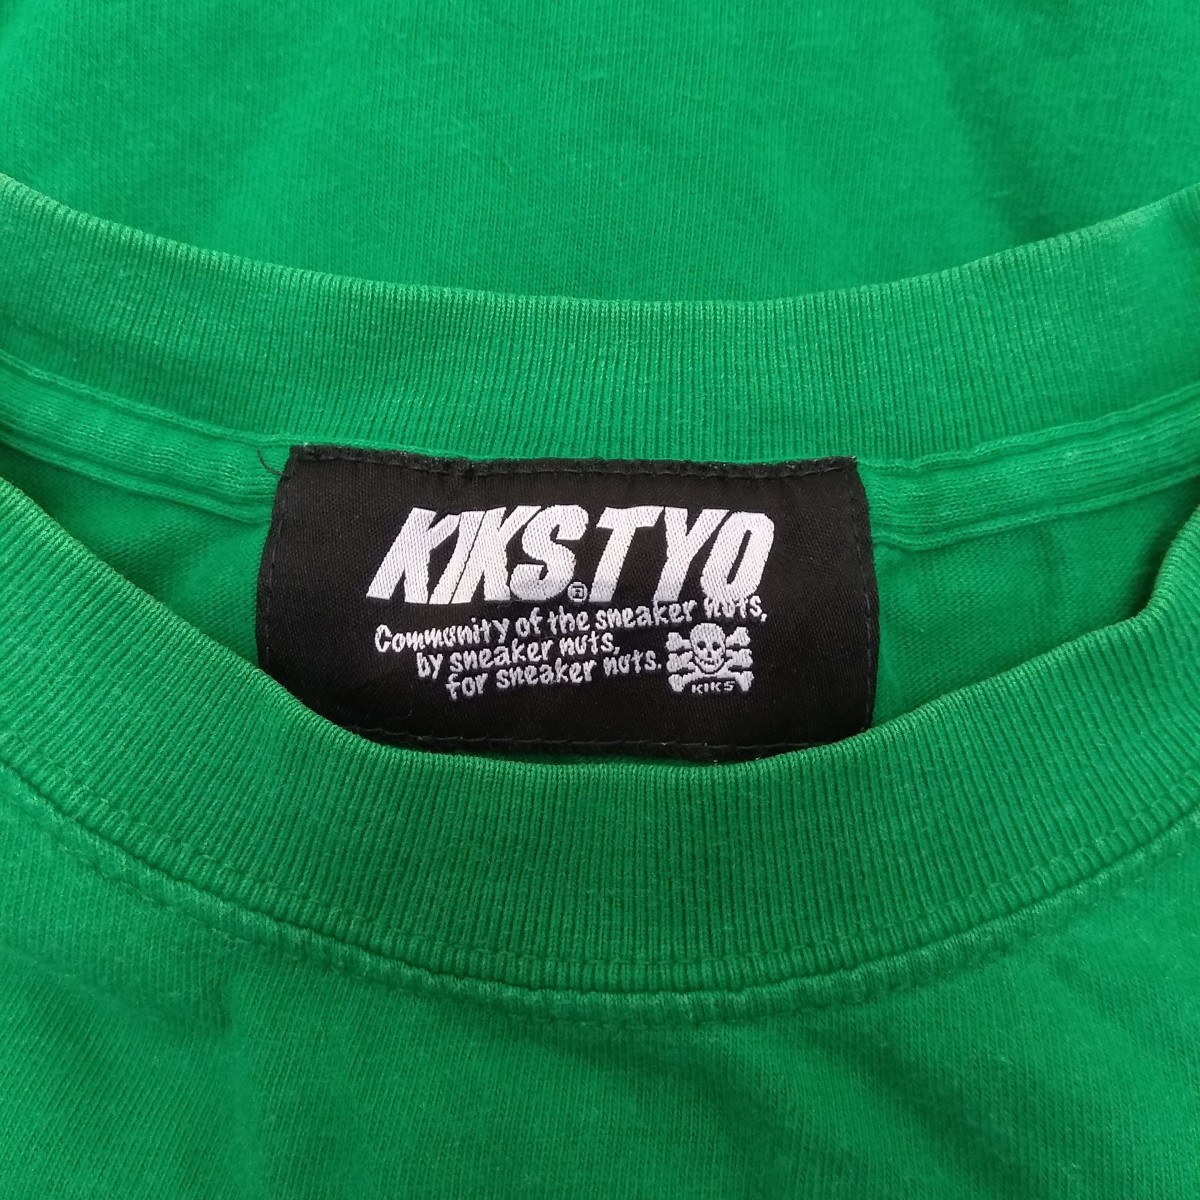 KIKS.TYO
®
Community of the sneaker nuts,
by sneaker nuts,
for sneaker nuts.
KIKS